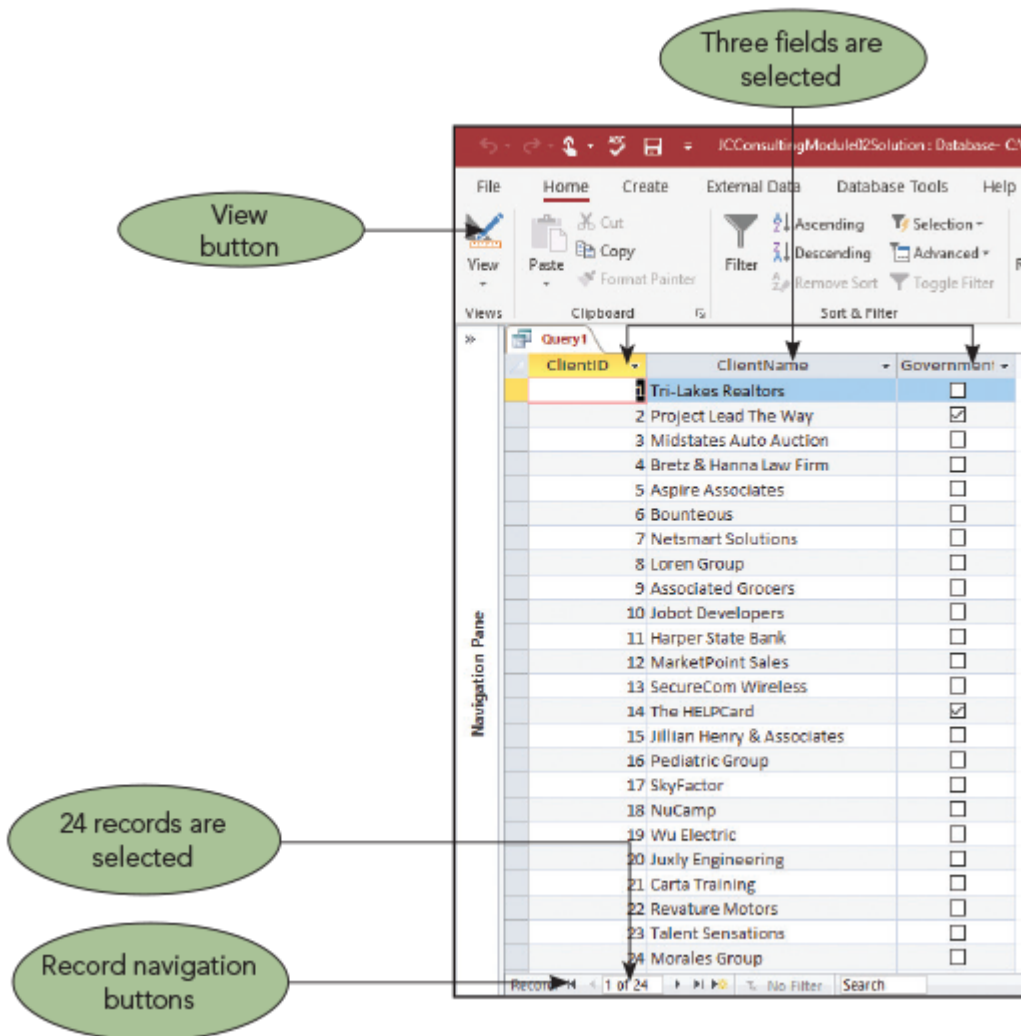 Three fields are
selected
JCConsultingModule02Solution : Database- C:\
File Home Create External Data Database Tools Help
View
button
Cut
Copy
Format Painter
View
Paste
Filter
Ascending
Descending
Remove Sort
Selection
Advanced
Toggle Filter
Views Clipboard Sort & Filter
Query1
ClientID ClientName Government
1 Tri-Lakes Realtors
2 Project Lead The Way
3 Midstates Auto Auction
4 Bretz & Hanna Law Firm
5 Aspire Associates
6 Bounteous
7 Netsmart Solutions
8 Loren Group
9 Associated Grocers
10 Jobot Developers
11 Harper State Bank
12 MarketPoint Sales
13 SecureCom Wireless
14 The HELPCard
15 Jillian Henry & Associates
16 Pediatric Group
17 SkyFactor
18 NuCamp
19 Wu Electric
20 Juxly Engineering
21 Carta Training
22 Revature Motors
23 Talent Sensations
24 Morales Group
Navigation Pane
24 records are
selected
Record navigation
buttons
1 of 24 No Filter Search